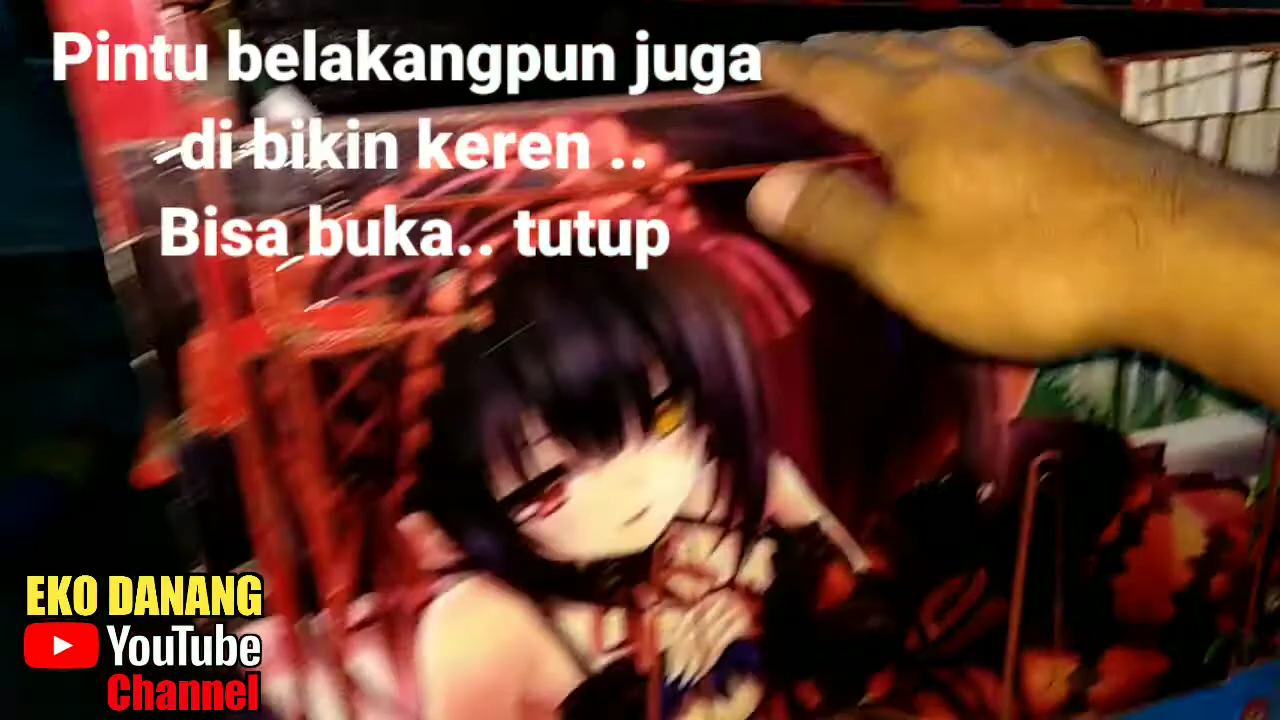 Pintu belakangpun juga
di bikin keren ..
Bisa buka.. tutup
EKO DANANG
YouTube
Channel